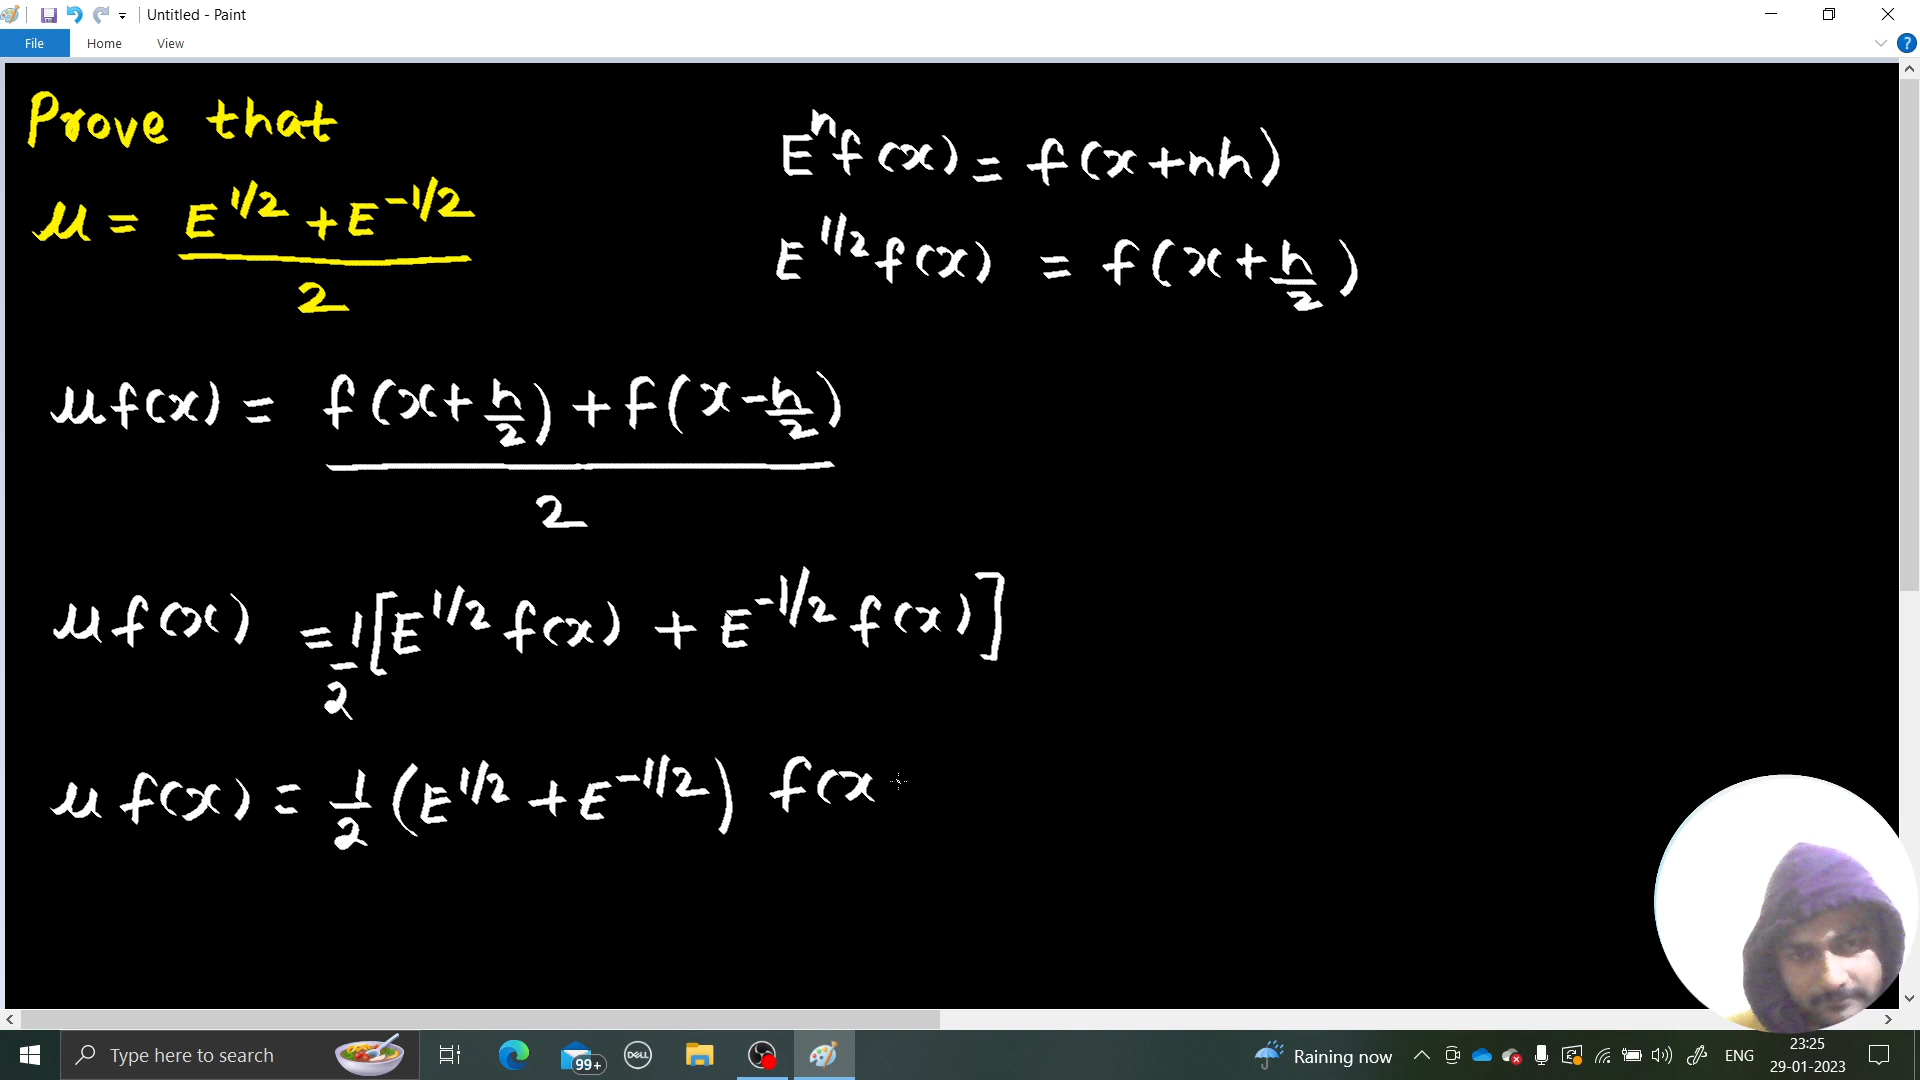 Untitled - Paint
File Home View
Prove that
μ = E^1/2 + E^-1/2
2
E^n f(x) = f(x+nh)
E^1/2 f(x) = f(x+h/2)
μf(x) = f(x+h/2) + f(x-h/2)
2
μf(x) = 1/2 [E^1/2 f(x) + E^-1/2 f(x)]
μ f(x) = 1/2 (E^1/2 + E^-1/2) f(x
Type here to search
99+
DELL
Raining now
ENG
23:25
29-01-2023